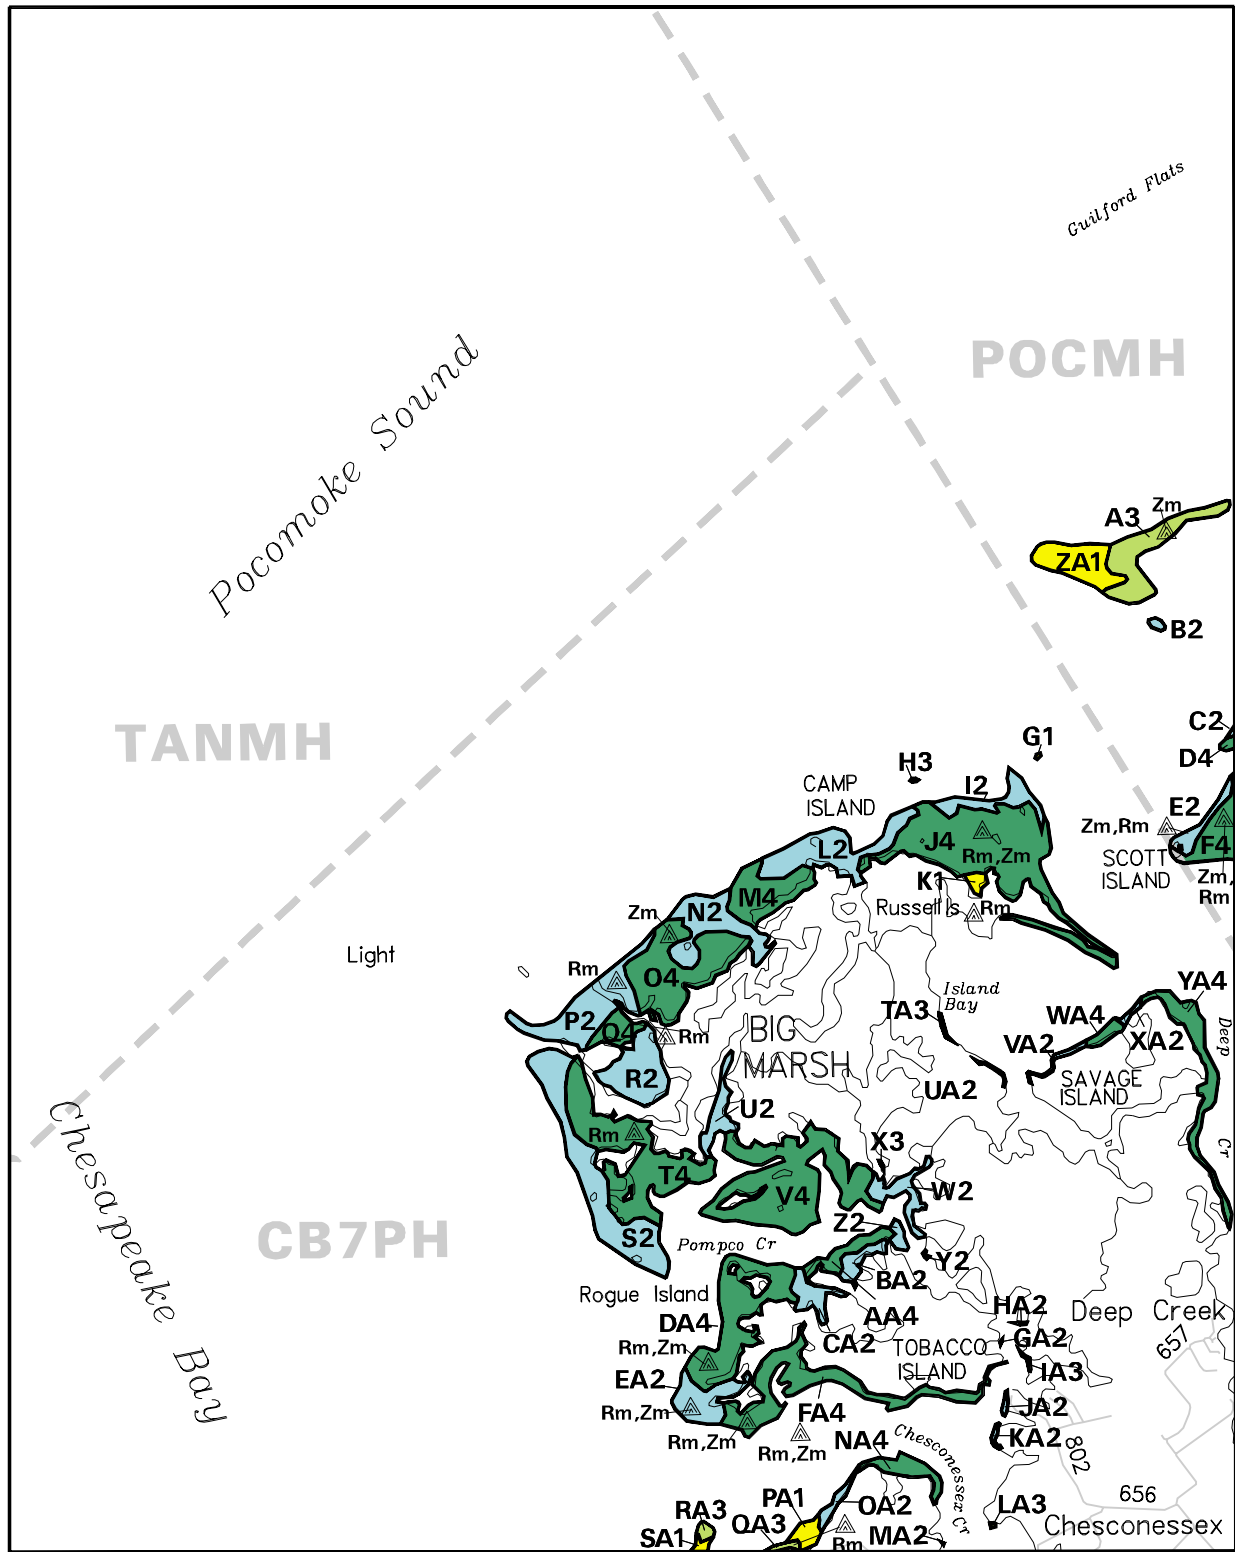 Guilford Flats
POCMH
Pocomoke Sound
Zm
A3
ZA1
B2
C2
TANMH
G1
D4
H3
I2
CAMP
ISLAND
E2
Zm,Rm
F4
L2
J4
Rm,Zm
SCOTT
ISLAND
K1
Zm,
Rm
M4
Russells
Rm
N2
Zm
Light
Rm
O4
Island
Bay
YA4
TA3
WA4
P2
Q4
Rm
BIG
MARSH
VA2
XA2
Deep
R2
SAVAGE
ISLAND
UA2
U2
Rm
X3
Cr
T4
V4
W2
Z2
S2
CB7PH
Pompco Cr
Y2
BA2
Rogue Island
Chesapeake Bay
HA2
Deep Creek
DA4
AA4
GA2
657
Rm,Zm
CA2
TOBACCO
ISLAND
IA3
EA2
Rm,Zm
FA4
JA2
Rm,Zm
Rm,Zm
NA4
Chesconessex Cr
KA2
802
656
PA1
OA2
LA3
RA3
QA3
SA1
Rm
MA2
Chesconessex